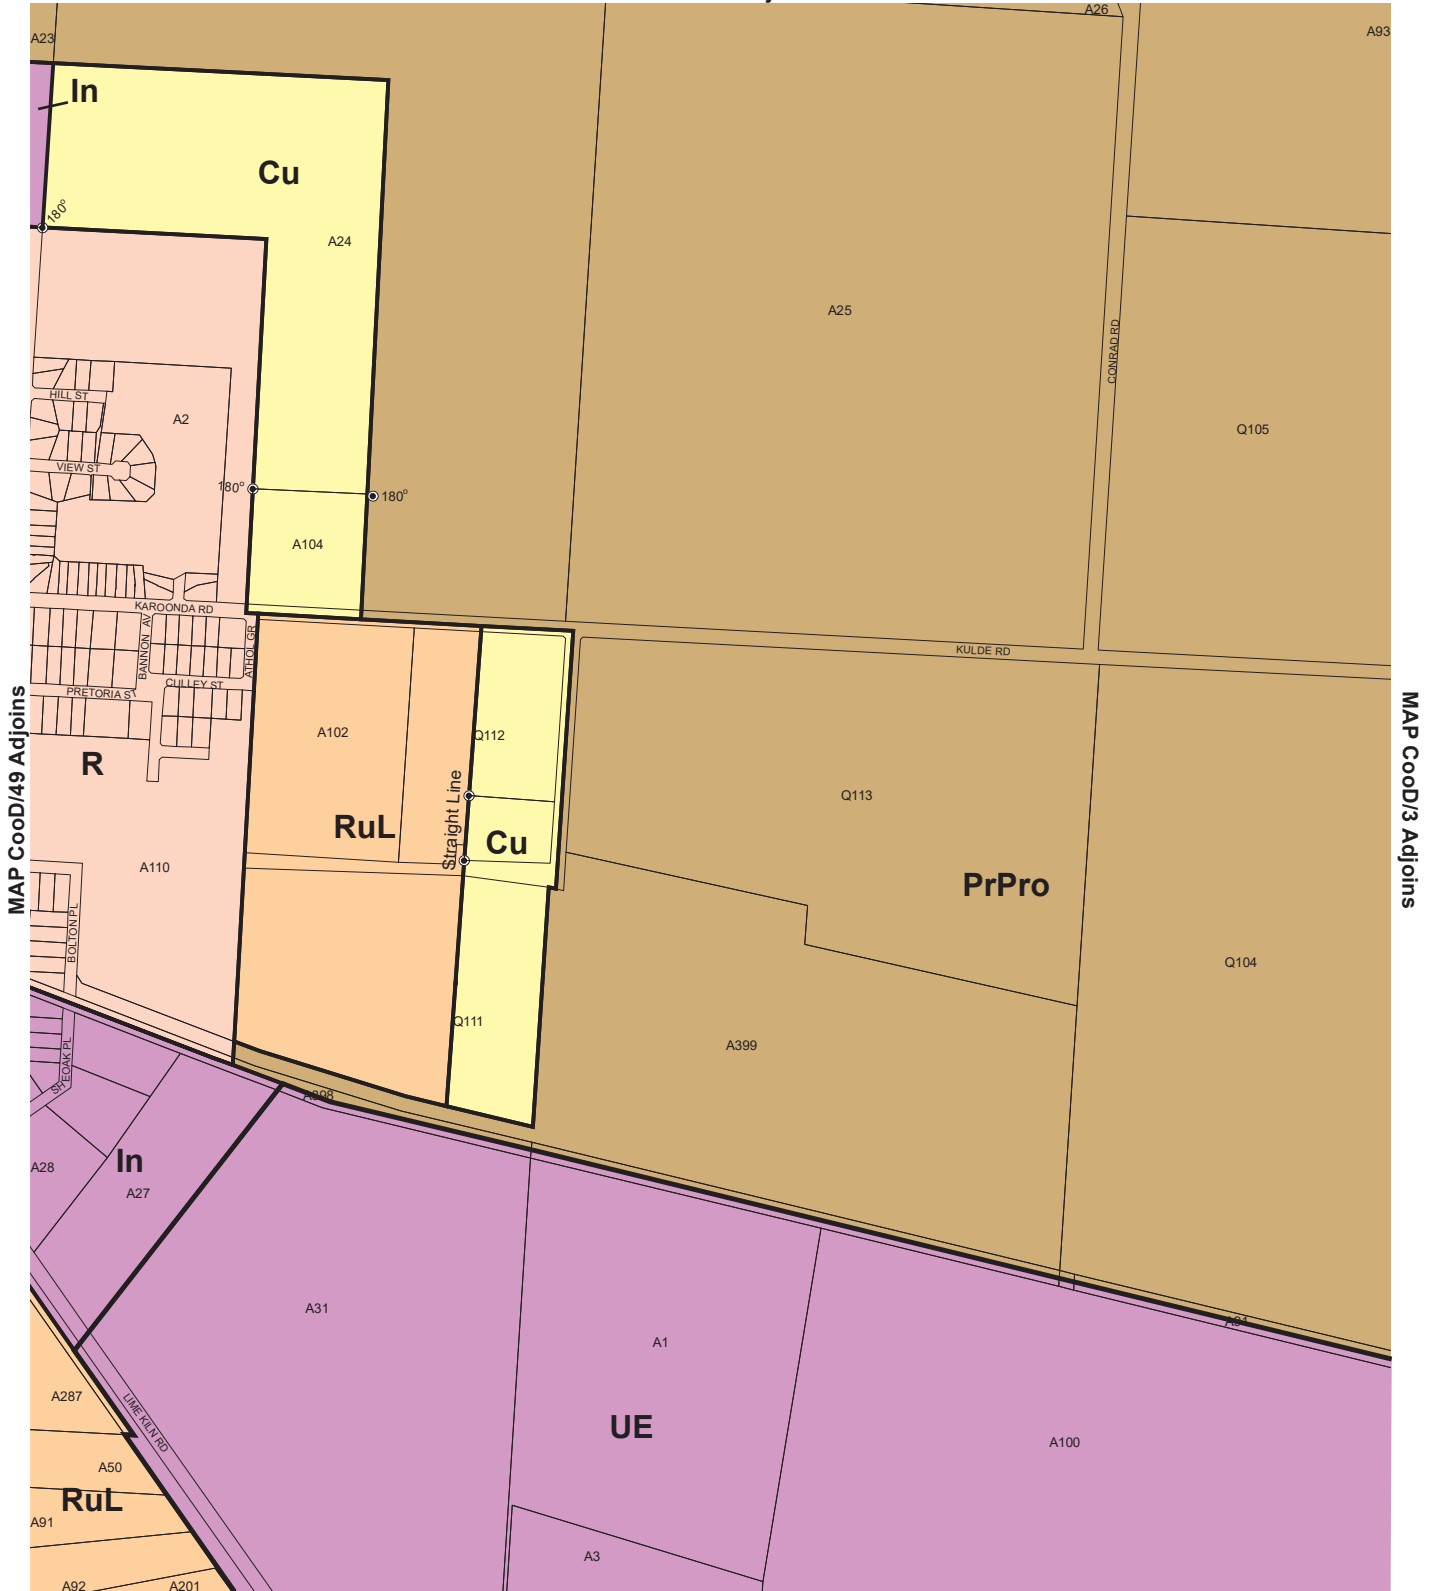 A26
A93
A23
In
Cu
180°
A24
A25
CONRAD RD
HILL ST
A2
Q105
VIEW ST
180°
180°
A104
KAROONDA RD
BANNON AV
ATHOL GR
KULDE RD
CULLEY ST
PRETORIA ST
MAP CooD/49 Adjoins
MAP CooD/3 Adjoins
A102
Q112
R
Straight Line
Q113
RuL
Cu
A110
PrPro
BOLTON PL
Q104
Q111
A399
SHEOAK PL
A398
In
A28
A27
A31
A31
A1
A287
LIME KILN RD
UE
A100
A50
RuL
A91
A3
A92
A201